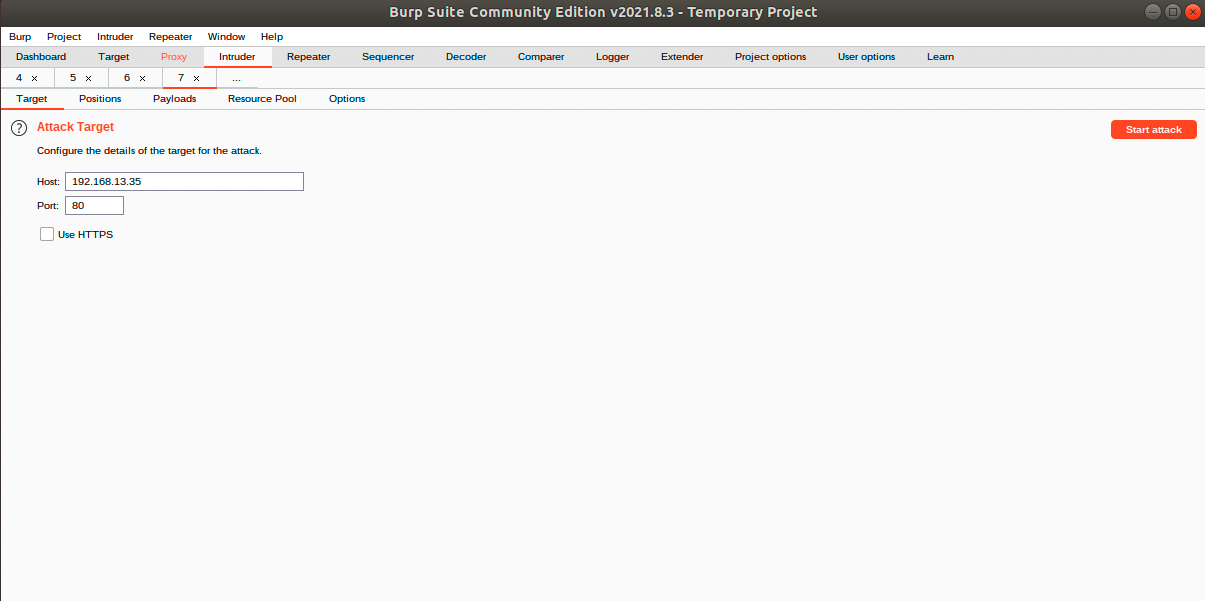 Burp Suite Community Edition v2021.8.3 - Temporary Project
Burp Project Intruder Repeater Window Help
Dashboard Target Proxy Intruder Repeater Sequencer Decoder Comparer Logger Extender Project options User options Learn
4 × 5 × 6 × 7 × ...
Target Positions Payloads Resource Pool Options
? Attack Target Start attack
Configure the details of the target for the attack.
Host: 192.168.13.35
Port: 80
Use HTTPS